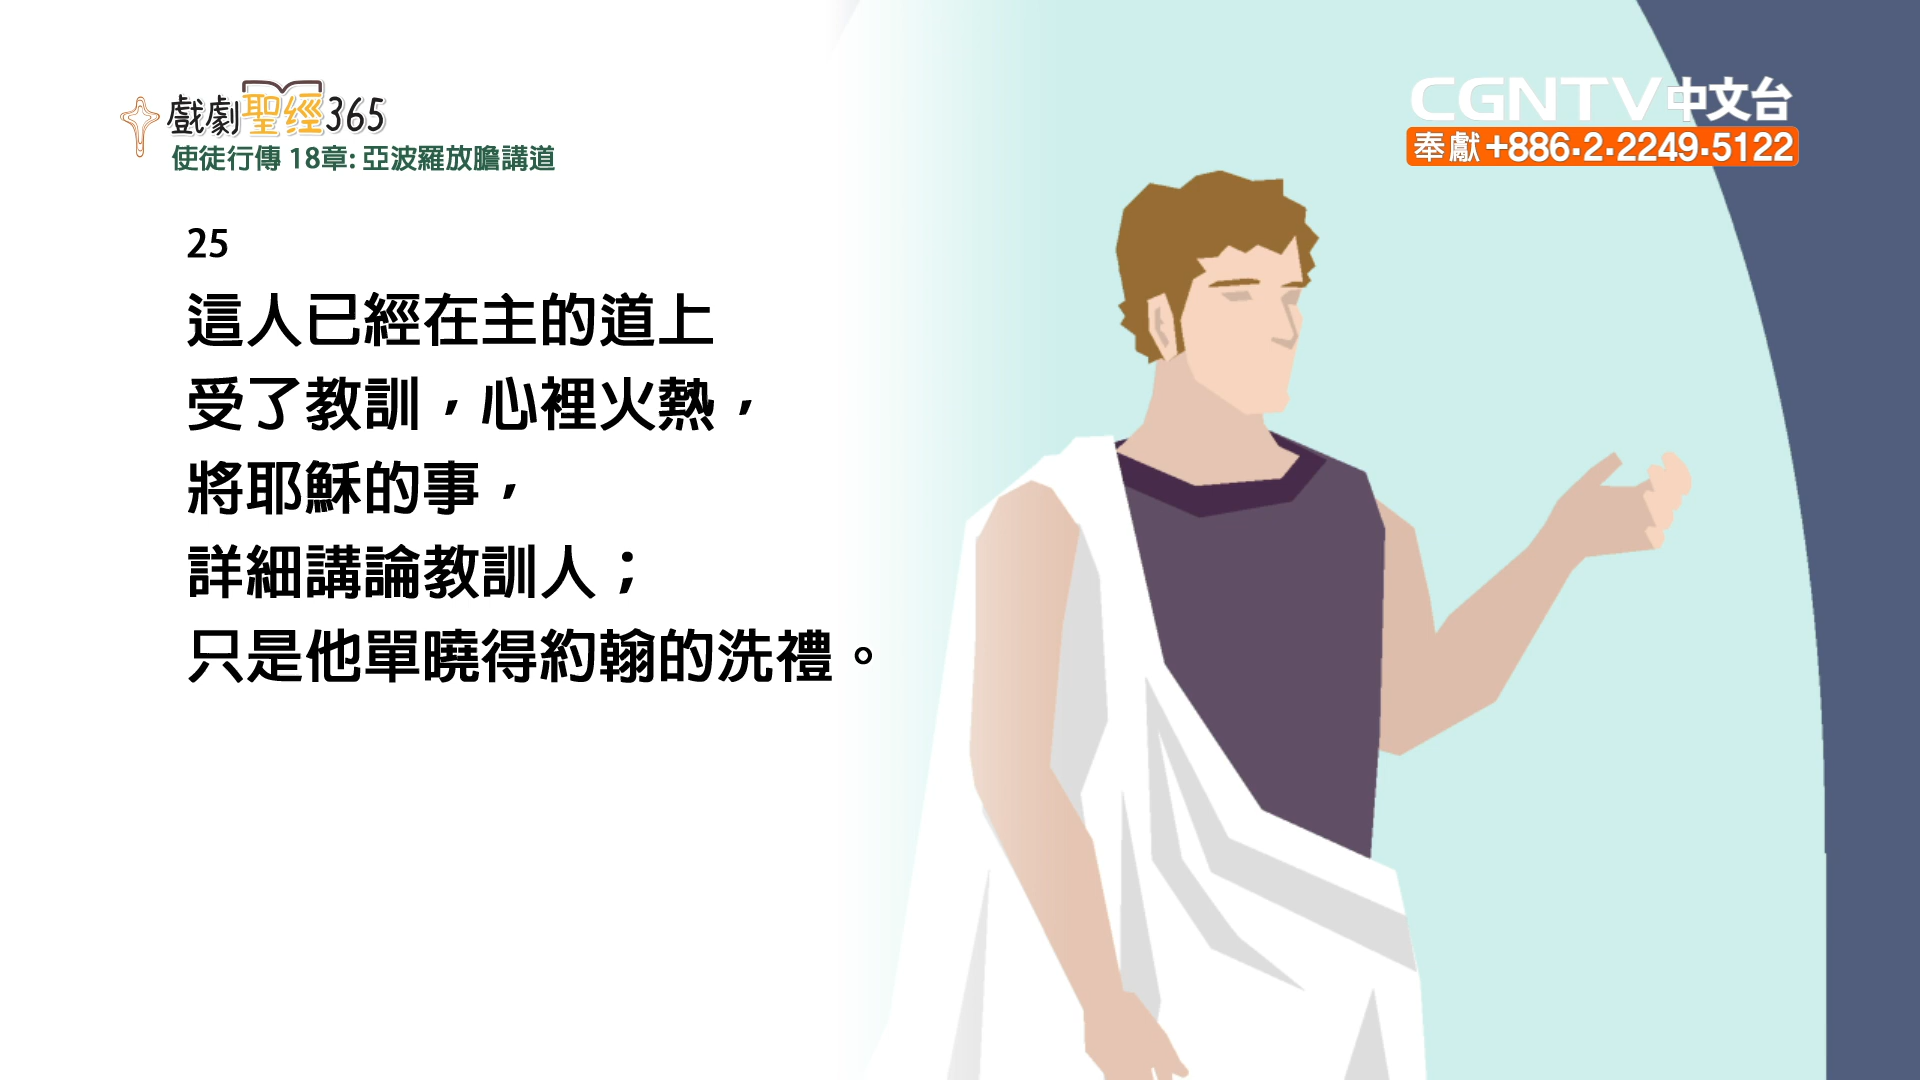 戲劇聖經365
使徒行傳 18章: 亞波羅放膽講道
CGNTV中文台
奉獻 +886·2·2249·5122
25
這人已經在主的道上
受了教訓，心裡火熱，
將耶穌的事，
詳細講論教訓人；
只是他單曉得約翰的洗禮。